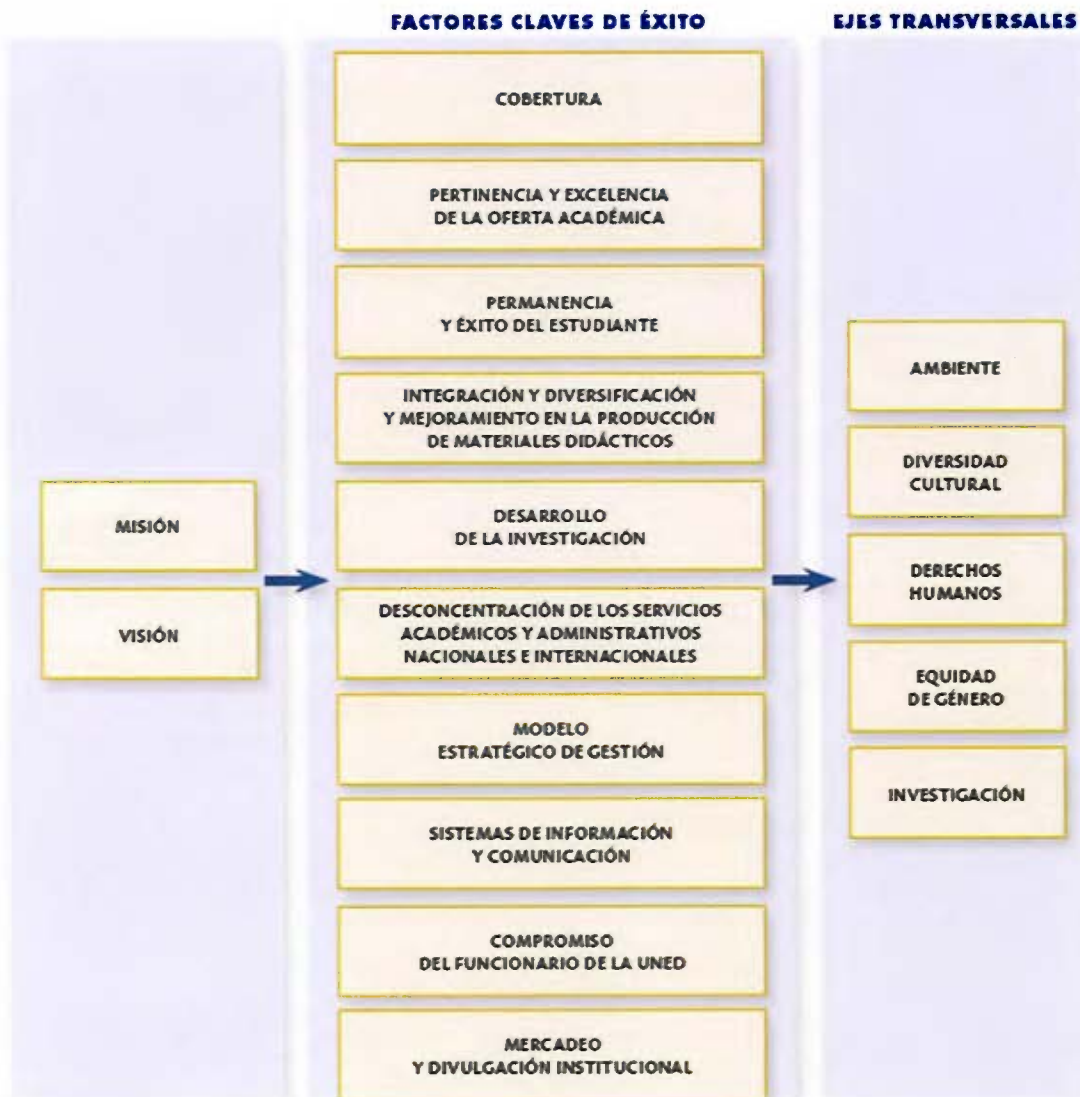 FACTORES CLAVES DE ÉXITO
EJES TRANSVERSALES
MISIÓN
VISIÓN
COBERTURA
PERTINENCIA Y EXCELENCIA
DE LA OFERTA ACADÉMICA
PERMANENCIA
Y ÉXITO DEL ESTUDIANTE
INTEGRACIÓN Y DIVERSIFICACIÓN
Y MEJORAMIENTO EN LA PRODUCCIÓN
DE MATERIALES DIDÁCTICOS
DESARROLLO
DE LA INVESTIGACIÓN
DESCONCENTRACIÓN DE LOS SERVICIOS
ACADÉMICOS Y ADMINISTRATIVOS
NACIONALES E INTERNACIONALES
MODELO
ESTRATÉGICO DE GESTIÓN
SISTEMAS DE INFORMACIÓN
Y COMUNICACIÓN
COMPROMISO
DEL FUNCIONARIO DE LA UNED
MERCADEO
Y DIVULGACIÓN INSTITUCIONAL
AMBIENTE
DIVERSIDAD
CULTURAL
DERECHOS
HUMANOS
EQUIDAD
DE GÉNERO
INVESTIGACIÓN